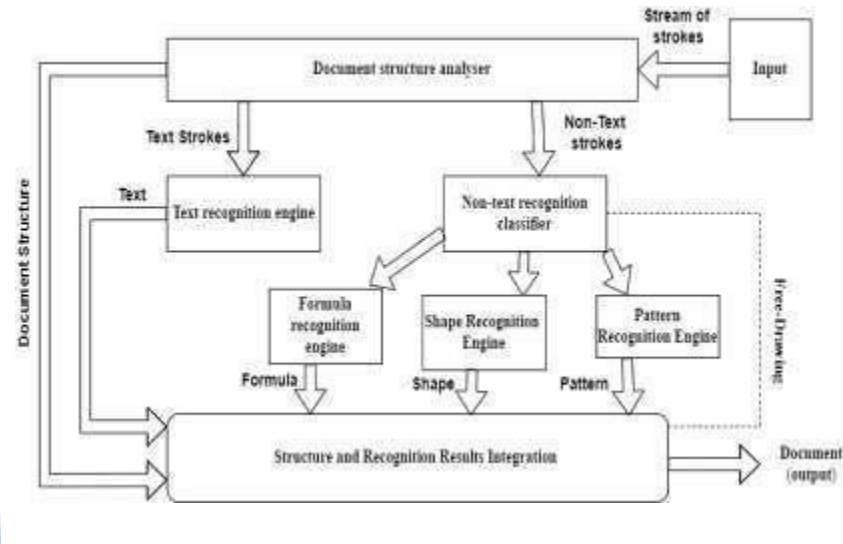 Stream of
strokes
Document structure analyser
Input
Text Strokes
Non-Text
strokes
Document Structure
Text
Text recognition engine
Non-text recognition
classifier
Free-Drawing
Formula
recognition
engine
Shape Recognition
Engine
Pattern
Recognition Engine
Formula
Shape
Pattern
Structure and Recognition Results Integration
Document
(output)